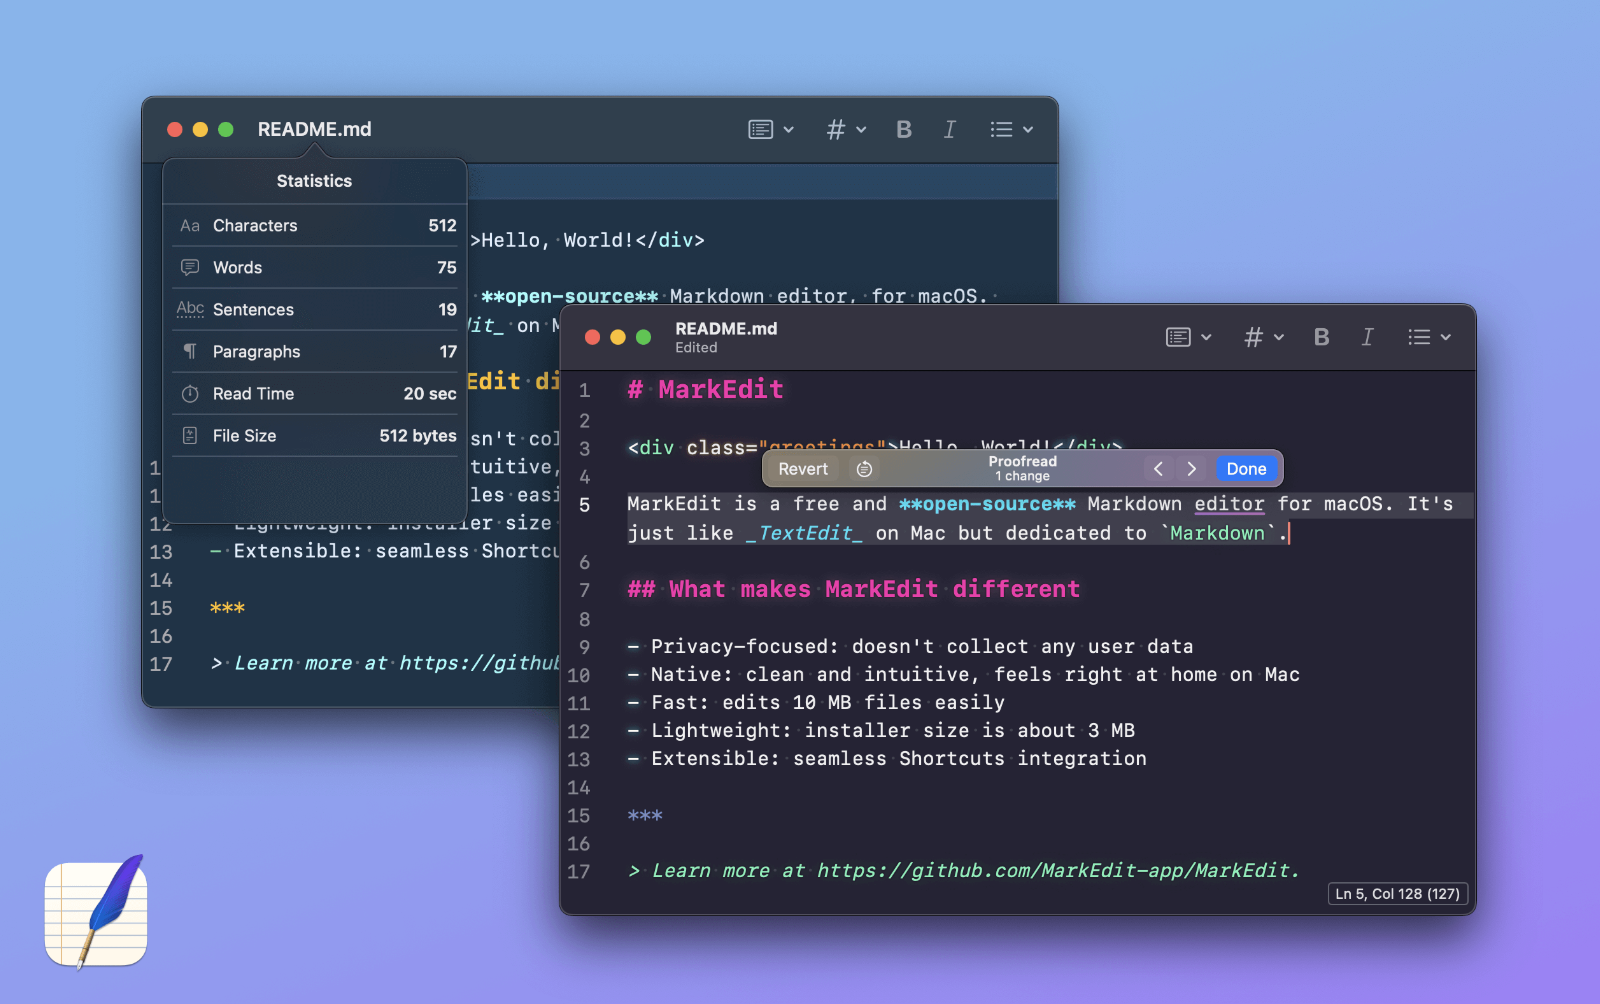 README.md
Statistics
Aa Characters 512
Words 75
Abc Sentences 19
Paragraphs 17
Read Time 20 sec
File Size 512 bytes
# B I
>Hello, World!</div>
**open-source** Markdown editor, for macOS.
on
Edit
sn't
tuitive,
les
12 Lightweight: installer size
13 - Extensible: seamless
14
15 ***
16
17 > Learn more at
README.md
Edited
# B I
1 # MarkEdit
2
3 <div class="greetings">Hello, World!</div>
4
Revert
Proofread
1 change
Done
5 MarkEdit is a free and **open-source** Markdown editor for macOS. It's
just like _TextEdit_ on Mac but dedicated to `Markdown`.
6
7 ## What makes MarkEdit different
8
9 - Privacy-focused: doesn't collect any user data
10 - Native: clean and intuitive, feels right at home on Mac
11 - Fast: edits 10 MB files easily
12 - Lightweight: installer size is about 3 MB
13 - Extensible: seamless Shortcuts integration
14
15 ***
16
17 > Learn more at https://github.com/MarkEdit-app/MarkEdit.
Ln 5, Col 128 (127)